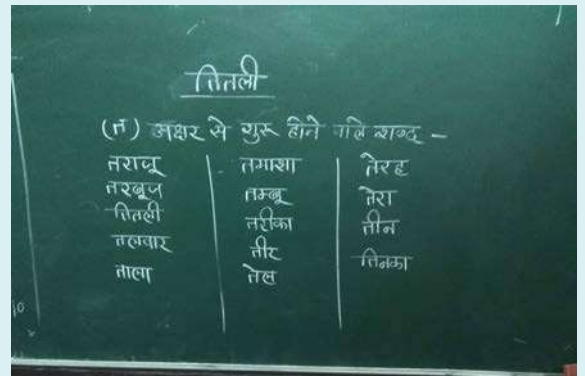 तितली
(त) अक्षर से शुरू होने वाले शब्द -
तराजू
तरबूज
तितली
तलवार
ताला
तमाशा
तम्बू
तरीका
तीर
तेल
तेरह
तेरा
तीन
तिनका